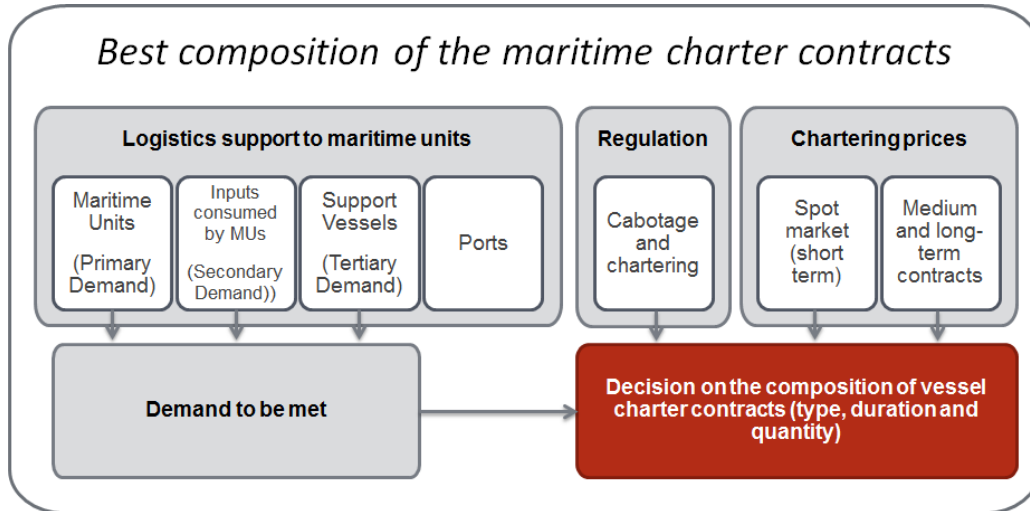 Best composition of the maritime charter contracts
Logistics support to maritime units
Maritime
Units
(Primary
Demand)
Inputs
consumed
by MUs
(Secondary
Demand))
Support
Vessels
(Tertiary
Demand)
Ports
Regulation
Cabotage
and
chartering
Chartering prices
Spot
market
(short
term)
Medium
and long-
term
contracts
Demand to be met
Decision on the composition of vessel
charter contracts (type, duration and
quantity)